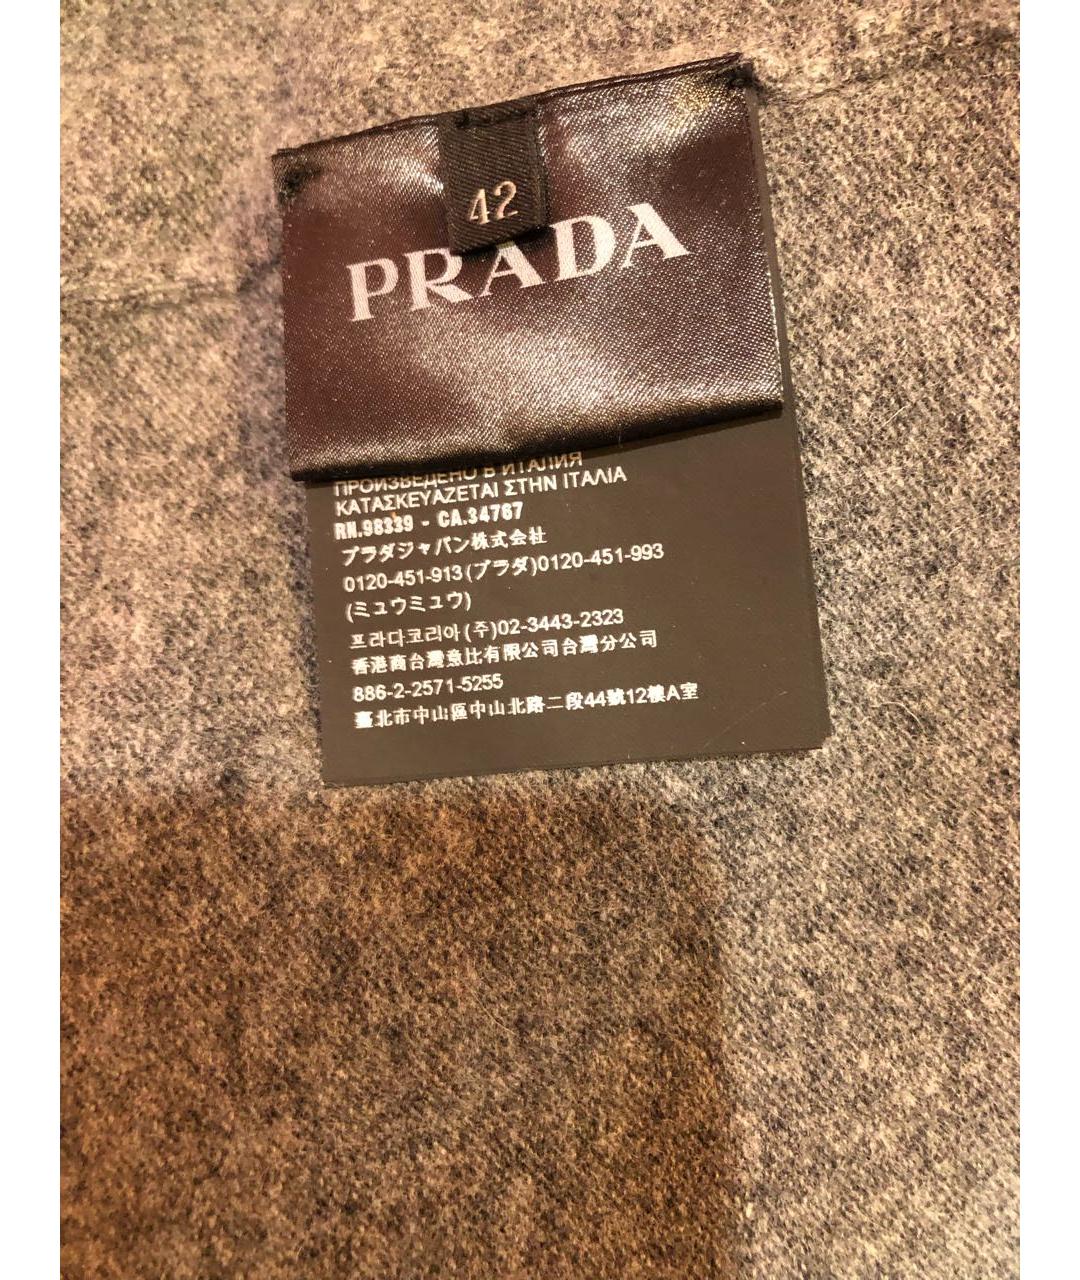 42
PRADA
ПРОИЗВЕДЕНО В ИТАЛИЯ
ΚΑΤΑΣΚΕΥΑΖΕΤΑΙ ΣΤΗΝ ΙΤΑΛΙΑ
RN.98339 - CA.34767
プラダジャパン株式会社
0120-451-913(プラダ)0120-451-993
(ミュウミュウ)
프라다코리아(주)02-3443-2323
香港商台灣意比有限公司台灣分公司
886-2-2571-5255
臺北市中山區中山北路二段44號12樓A室